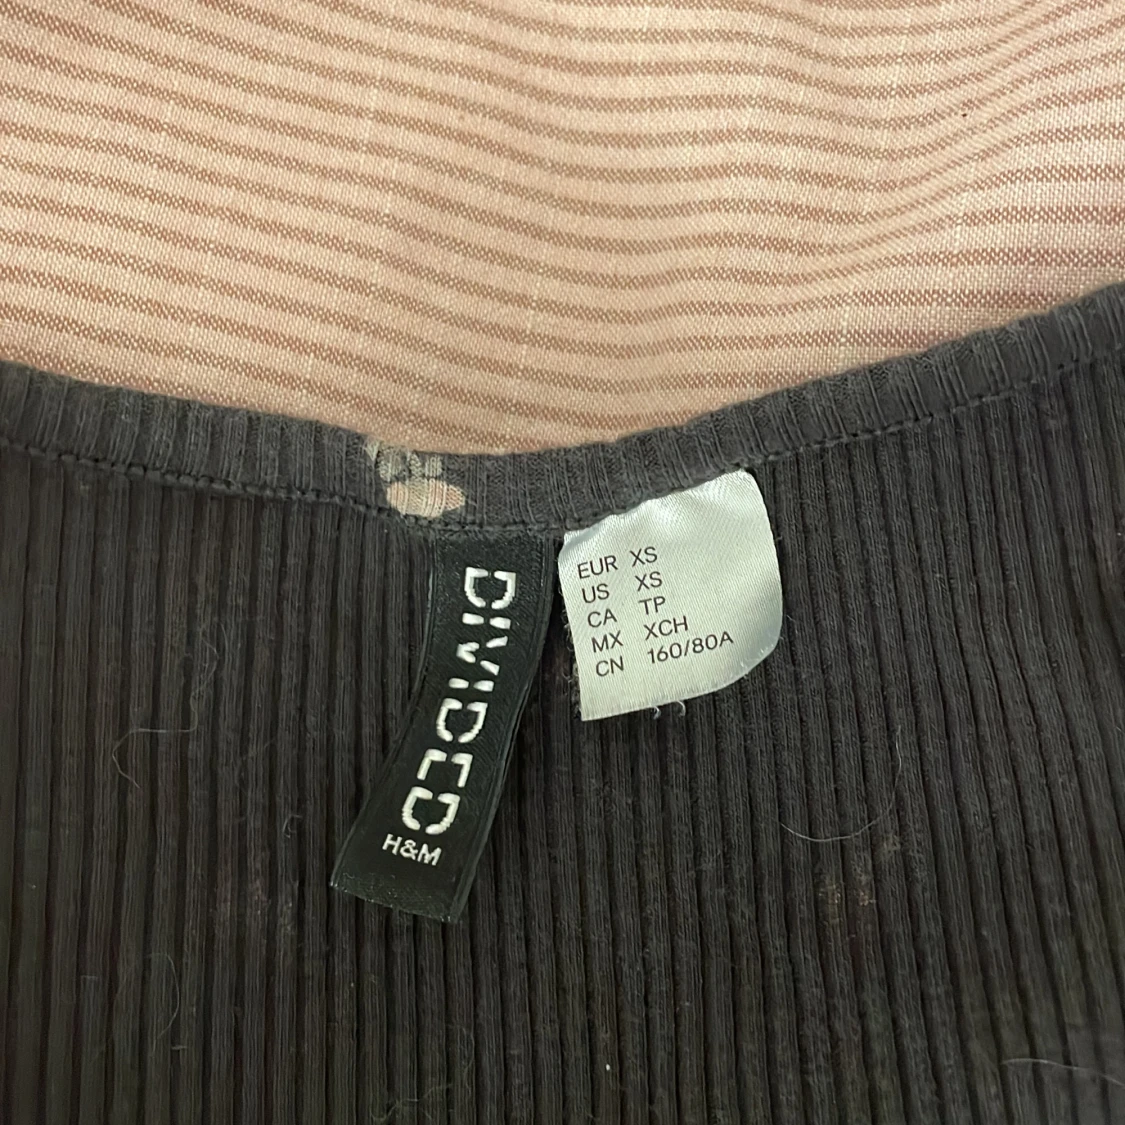 DIVIDED
H&M
EUR XS
US XS
CA TP
MX XCH
CN 160/80A